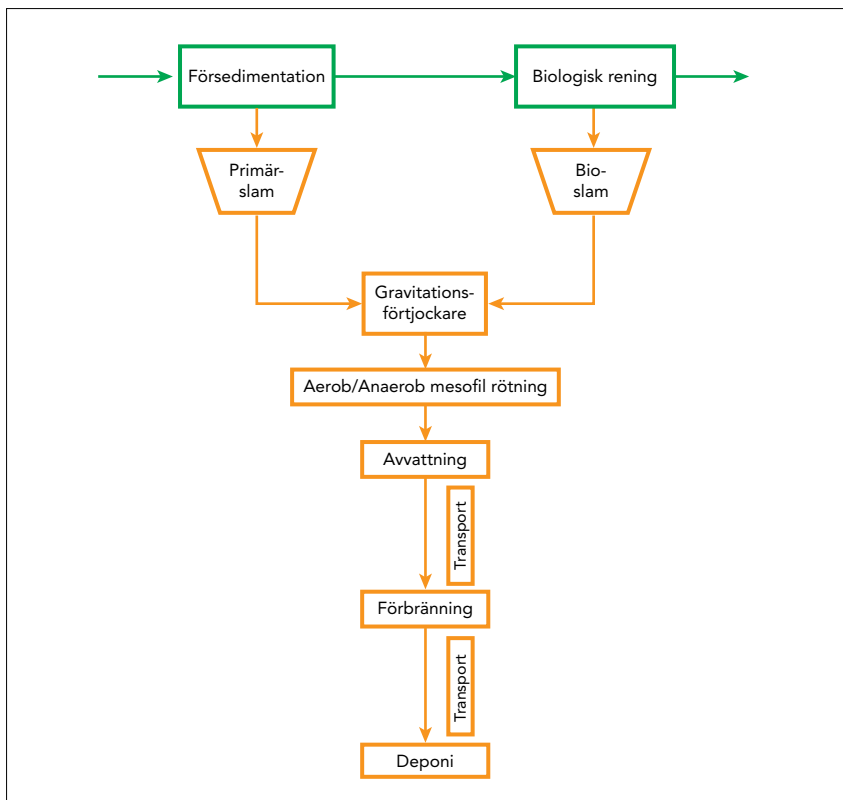 Försedimentation
Biologisk rening
Primär-
slam
Bio-
slam
Gravitations-
förtjockare
Aerob/Anaerob mesofil rötning
Avvattning
Transport
Förbränning
Transport
Deponi